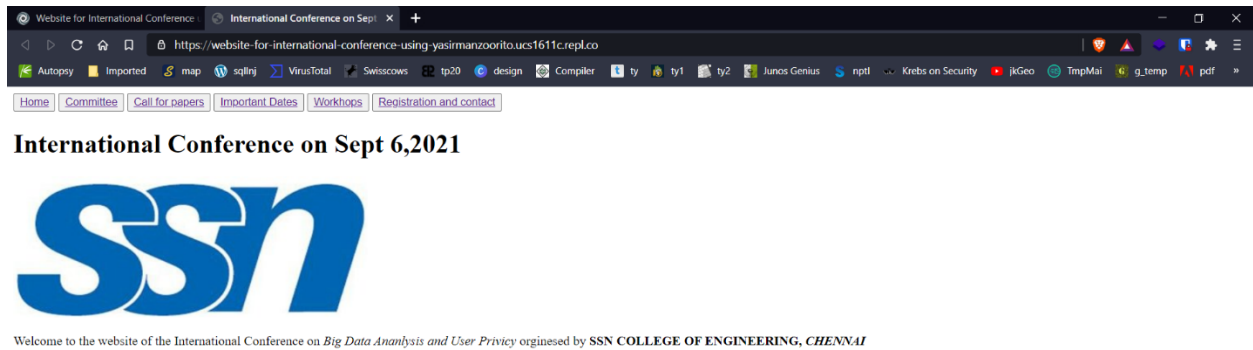 Website for International Conference u
International Conference on Sept
https://website-for-international-conference-using-yasirmanzoorito.ucs1611c.repl.co
Autopsy Imported map sqlInj VirusTotal Swisscows tp20 design Compiler ty ty1 ty2 Junos Genius nptl Krebs on Security jkGeo TmpMai g_temp pdf »
Home Committee Call for papers Important Dates Workhops Registration and contact
International Conference on Sept 6,2021
ssn
Welcome to the website of the International Conference on Big Data Ananlysis and User Privicy orginesed by SSN COLLEGE OF ENGINEERING, CHENNAI